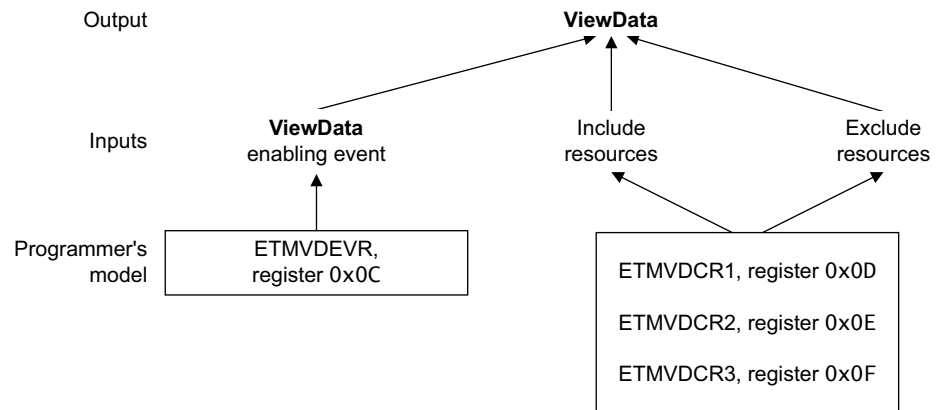 Output
ViewData
Inputs
ViewData
enabling event
Include
resources
Exclude
resources
Programmer's
model
ETMVDEVR,
register 0x0C
ETMVDCR1, register 0x0D
ETMVDCR2, register 0x0E
ETMVDCR3, register 0x0F